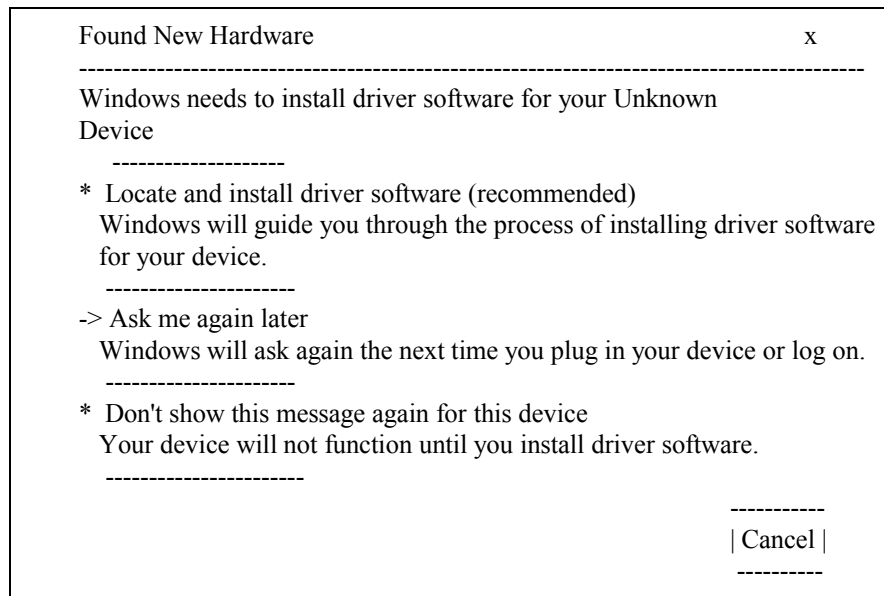 Found New Hardware x
------------------------------------------------------------------------------------------
Windows needs to install driver software for your Unknown
Device
--------------------
* Locate and install driver software (recommended)
Windows will guide you through the process of installing driver software
for your device.
----------------------
-> Ask me again later
Windows will ask again the next time you plug in your device or log on.
----------------------
* Don't show this message again for this device
Your device will not function until you install driver software.
-----------------------
-----------
| Cancel |
----------